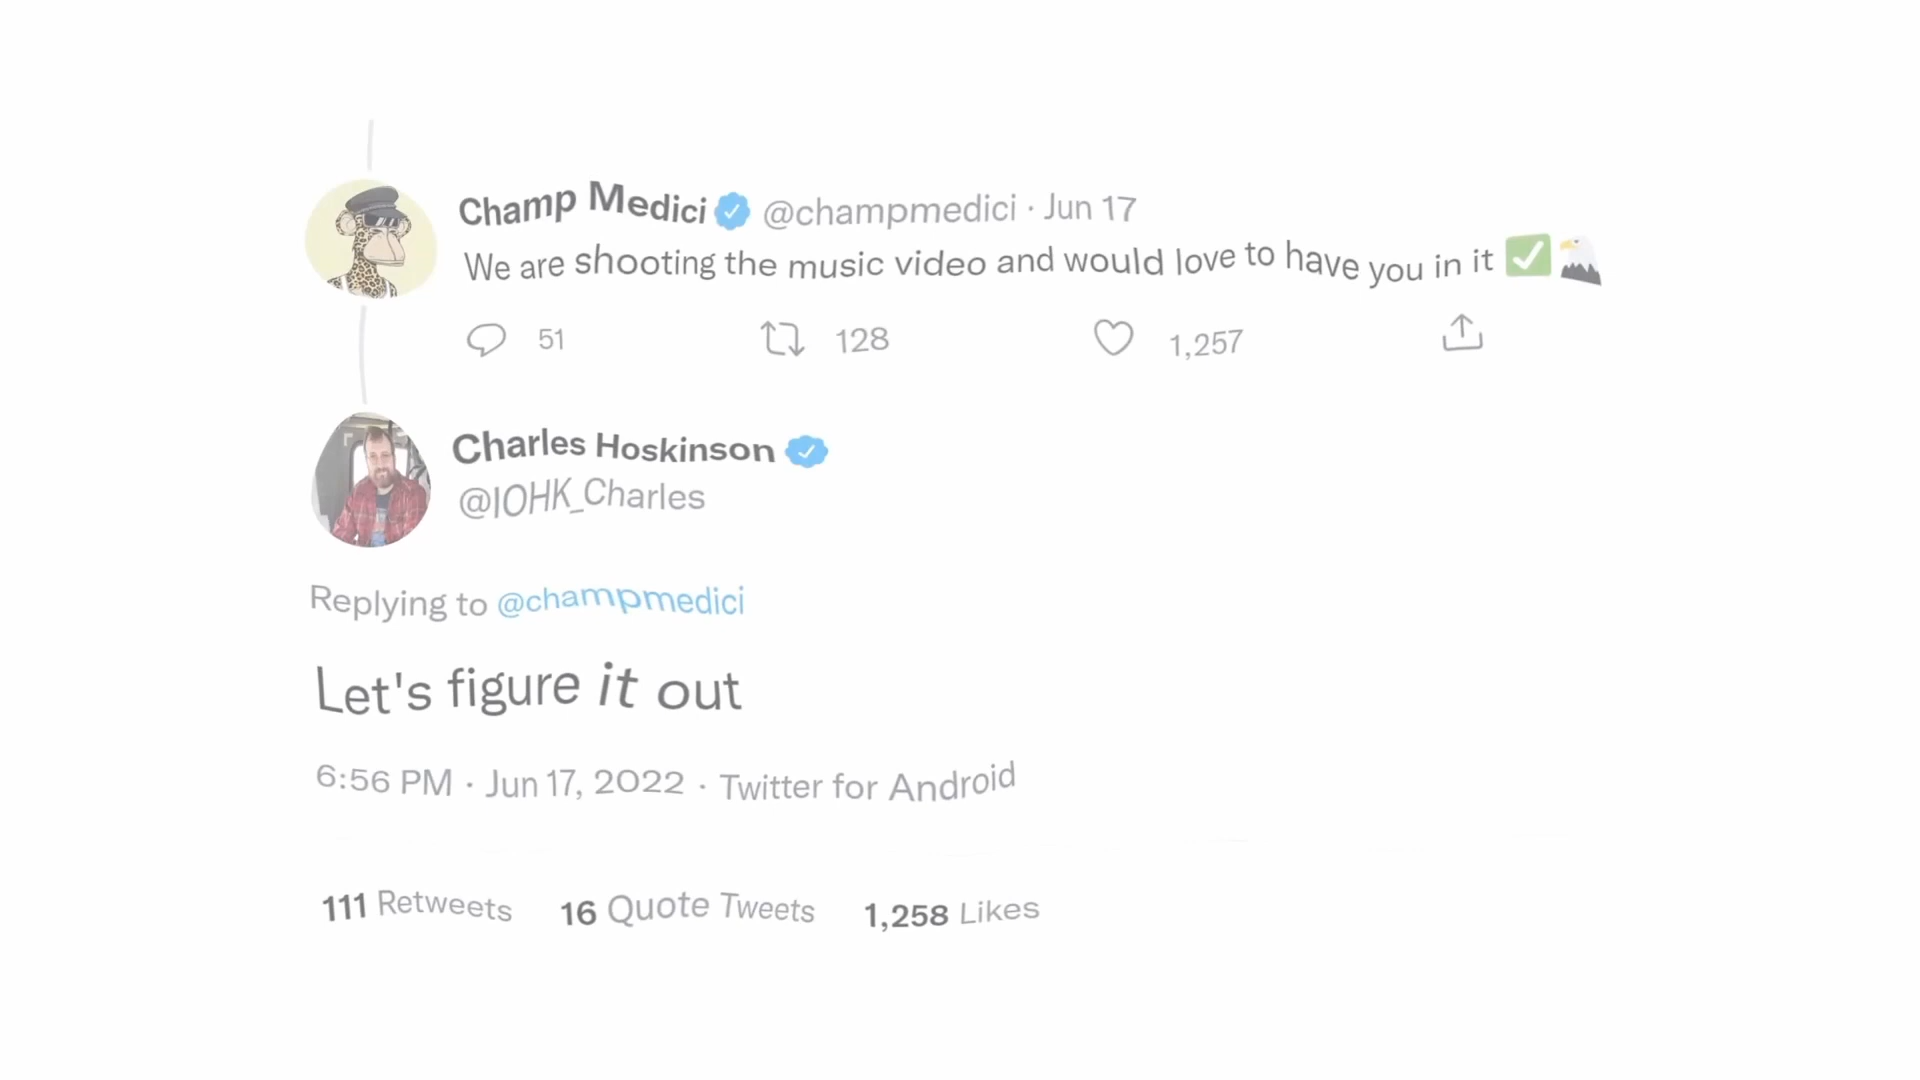 Champ Medici @champmedici · Jun 17
We are shooting the music video and would love to have you in it ✅ 🦅
51 128 1,257
Charles Hoskinson
@IOHK_Charles
Replying to @champmedici
Let's figure it out
6:56 PM · Jun 17, 2022 · Twitter for Android
111 Retweets 16 Quote Tweets 1,258 Likes